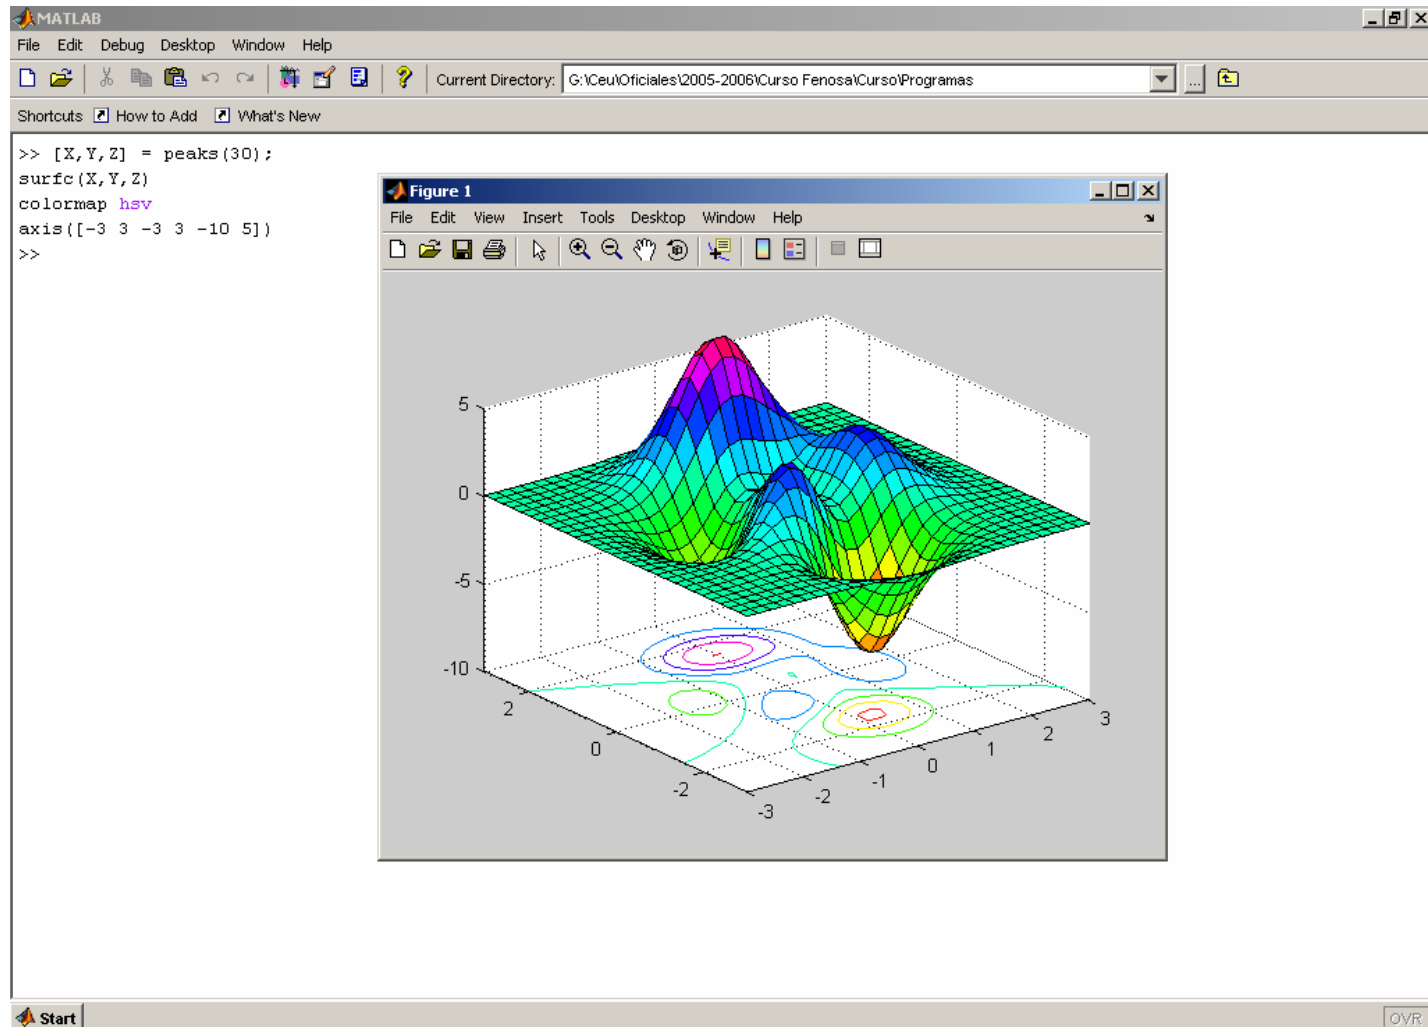 MATLAB
File Edit Debug Desktop Window Help
Current Directory: G:\Ceu\Oficiales\2005-2006\Curso Fenosa\Curso\Programas
...
Shortcuts How to Add What's New
>> [X,Y,Z] = peaks(30);
surfc(X,Y,Z)
colormap hsv
axis([-3 3 -3 3 -10 5])
>>
Figure 1
File Edit View Insert Tools Desktop Window Help
5
0
-5
-10
2
0
-2
-3
-2
-1
0
1
2
3
Start
OVR